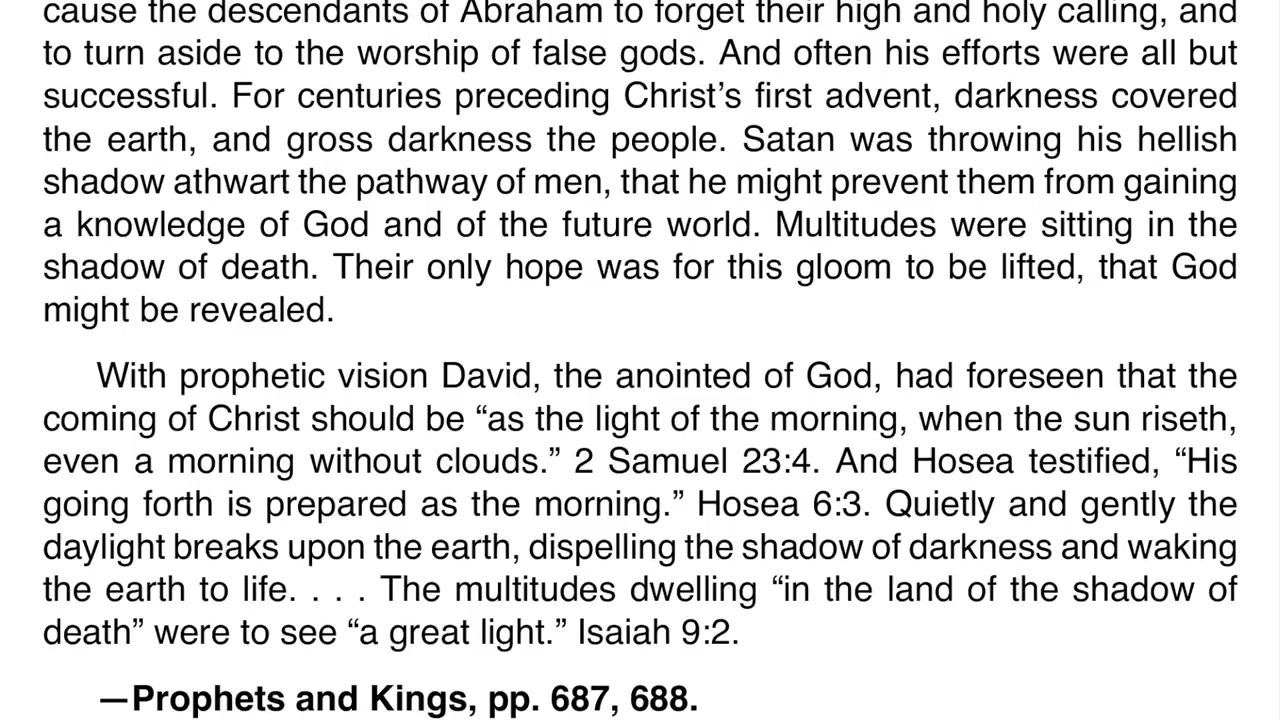 cause the descendants of Abraham to forget their high and holy calling, and
to turn aside to the worship of false gods. And often his efforts were all but
successful. For centuries preceding Christ’s first advent, darkness covered
the earth, and gross darkness the people. Satan was throwing his hellish
shadow athwart the pathway of men, that he might prevent them from gaining
a knowledge of God and of the future world. Multitudes were sitting in the
shadow of death. Their only hope was for this gloom to be lifted, that God
might be revealed.
With prophetic vision David, the anointed of God, had foreseen that the
coming of Christ should be “as the light of the morning, when the sun riseth,
even a morning without clouds.” 2 Samuel 23:4. And Hosea testified, “His
going forth is prepared as the morning.” Hosea 6:3. Quietly and gently the
daylight breaks upon the earth, dispelling the shadow of darkness and waking
the earth to life. . . . The multitudes dwelling “in the land of the shadow of
death” were to see “a great light.” Isaiah 9:2.
—Prophets and Kings, pp. 687, 688.